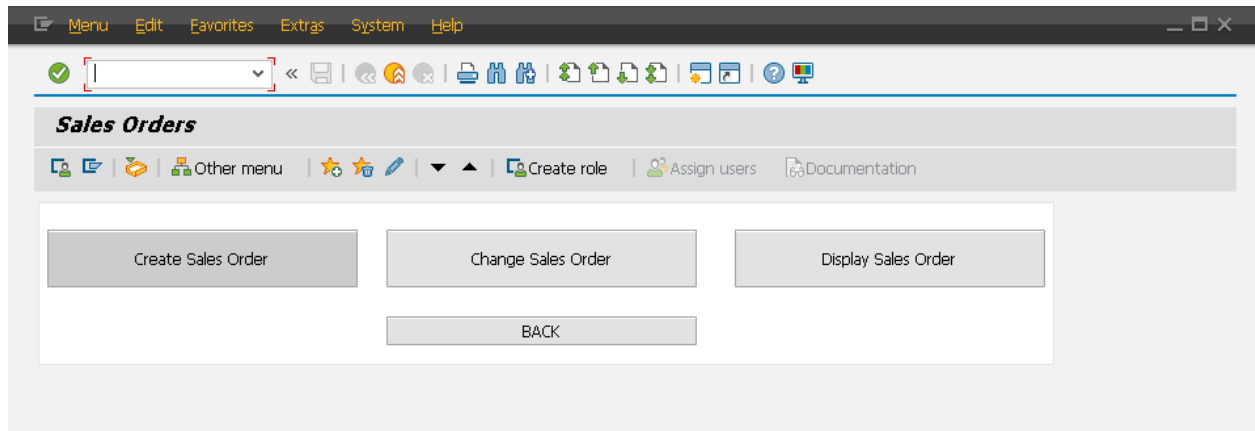 Menu Edit Favorites Extras System Help
Sales Orders
Other menu Create role Assign users Documentation
Create Sales Order Change Sales Order Display Sales Order
BACK